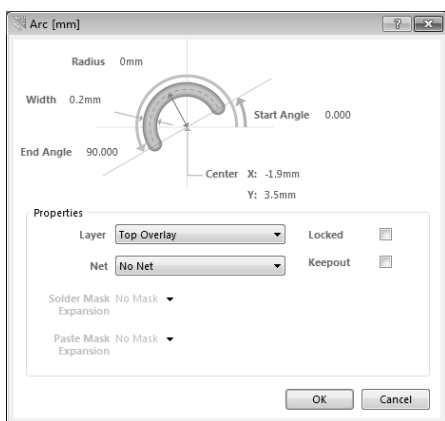 Arc [mm]
Radius 0mm
Width 0.2mm
Start Angle 0.000
End Angle 90.000
Center X: -1.9mm
Y: 3.5mm
Properties
Layer Top Overlay Locked
Net No Net Keepout
Solder Mask No Mask
Expansion
Paste Mask No Mask
Expansion
OK Cancel